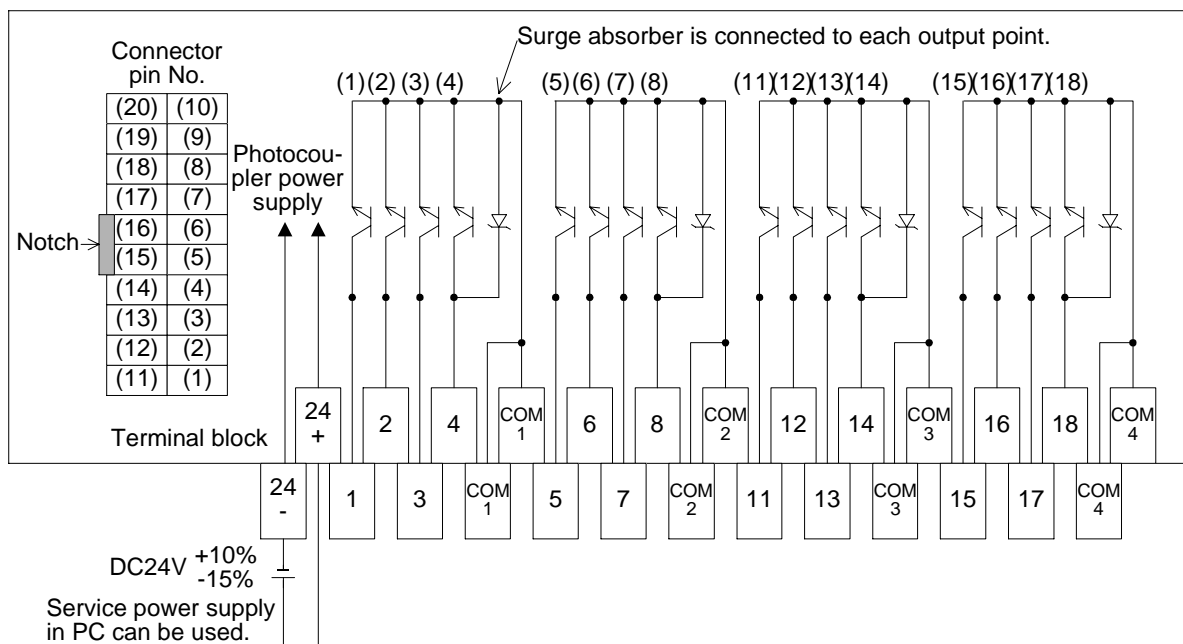 Surge absorber is connected to each output point.
Connector
pin No.
(20) (10)
(19) (9)
(18) (8)
(17) (7)
(16) (6)
(15) (5)
(14) (4)
(13) (3)
(12) (2)
(11) (1)
Notch
Photocou-
pler power
supply
(1) (2) (3) (4) (5) (6) (7) (8) (11) (12) (13) (14) (15) (16) (17) (18)
Terminal block
24
+
2 4 COM
1
6 8 COM
2
12 14 COM
3
16 18 COM
4
24
-
1 3 COM
1
5 7 COM
2
11 13 COM
3
15 17 COM
4
DC24V +10%
-15%
Service power supply
in PC can be used.